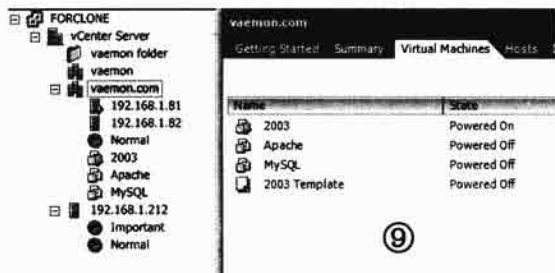 FORCLONE
vCenter Server
vaemon folder
vaemon
vaemon.com
192.168.1.81
192.168.1.82
Normal
2003
Apache
MySQL
192.168.1.212
Important
Normal
vaemon.com
Getting Started Summary Virtual Machines Hosts
Name State
2003 Powered On
Apache Powered Off
MySQL Powered Off
2003 Template Powered Off
⑨